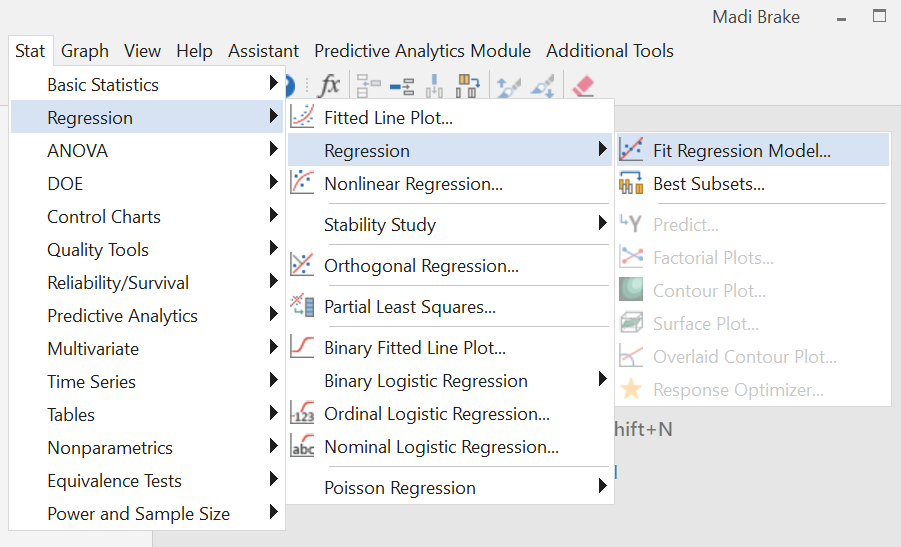 Madi Brake
Stat Graph View Help Assistant Predictive Analytics Module Additional Tools
fx
Basic Statistics
Regression
ANOVA
DOE
Control Charts
Quality Tools
Reliability/Survival
Predictive Analytics
Multivariate
Time Series
Tables
Nonparametrics
Equivalence Tests
Power and Sample Size
Fitted Line Plot...
Regression
Nonlinear Regression...
Stability Study
Orthogonal Regression...
Partial Least Squares...
Binary Fitted Line Plot...
Binary Logistic Regression
123
Ordinal Logistic Regression...
abc
Nominal Logistic Regression...
Poisson Regression
Fit Regression Model...
Best Subsets...
Y
Predict...
Factorial Plots...
Contour Plot...
Surface Plot...
Overlaid Contour Plot...
Response Optimizer...
hift+N